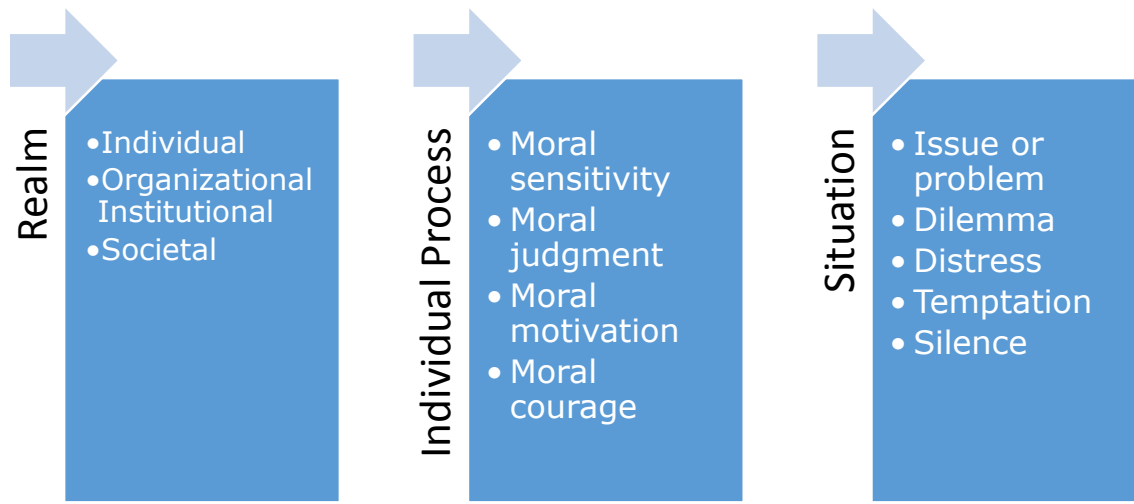 Realm
•Individual
•Organizational
Institutional
•Societal
Individual Process
• Moral
sensitivity
• Moral
judgment
• Moral
motivation
• Moral
courage
Situation
• Issue or
problem
• Dilemma
• Distress
• Temptation
• Silence